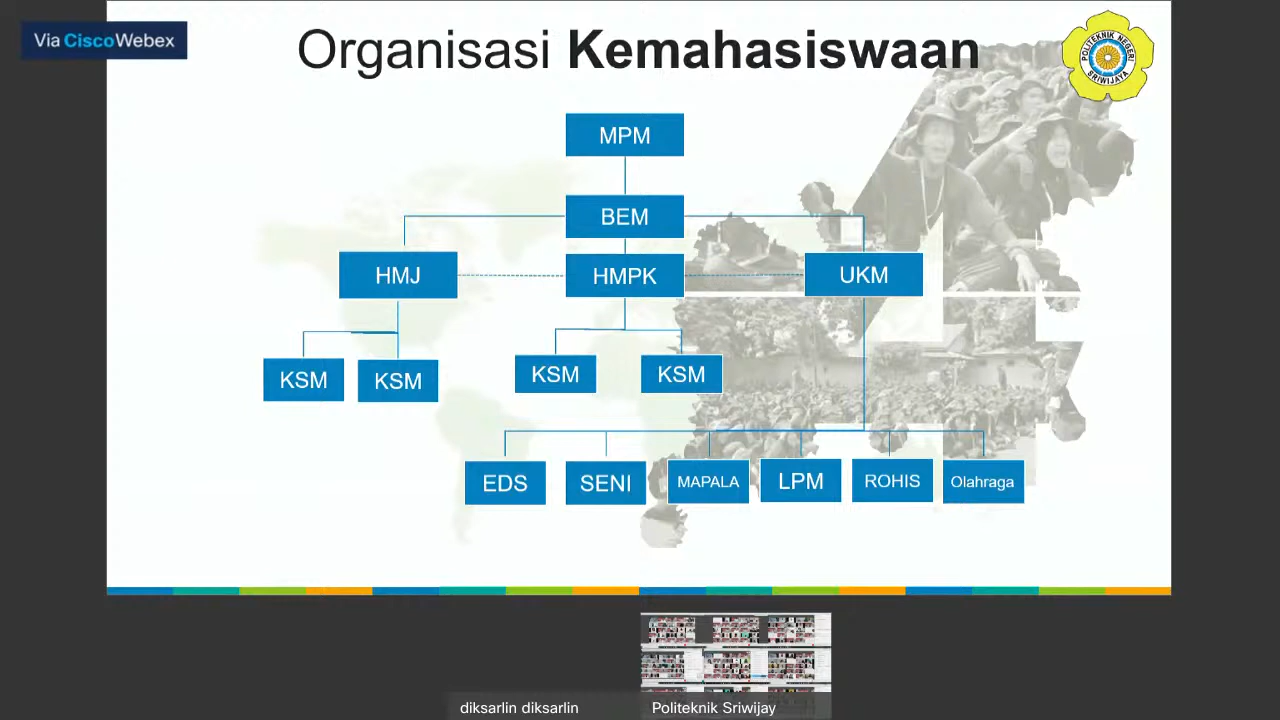 Via CiscoWebex
Organisasi Kemahasiswaan
POLITEKNIK NEGERI
SRIWIJAYA
MPM
BEM
HMJ
HMPK
UKM
KSM
KSM
KSM
KSM
EDS
SENI
MAPALA
LPM
ROHIS
Olahraga
diksarlin diksarlin
Politeknik Sriwijay